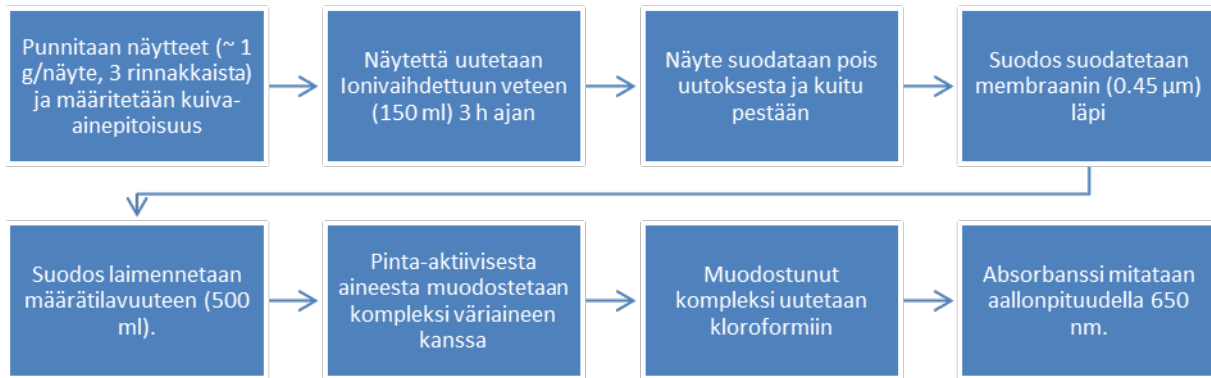 Punnitaan näytteet (~ 1
g/näyte, 3 rinnakkaista)
ja määritetään kuiva-
ainepitoisuus
Näytettä uutetaan
Ionivaihdettuun veteen
(150 ml) 3 h ajan
Näyte suodataan pois
uutoksesta ja kuitu
pestään
Suodos suodatetaan
membraanin (0.45 µm)
läpi
Suodos laimennetaan
määrätilavuuteen (500
ml).
Pinta-aktiivisesta
aineesta muodostetaan
kompleksi väriaineen
kanssa
Muodostunut
kompleksi uutetaan
kloroformiin
Absorbanssi mitataan
aallonpituudella 650
nm.